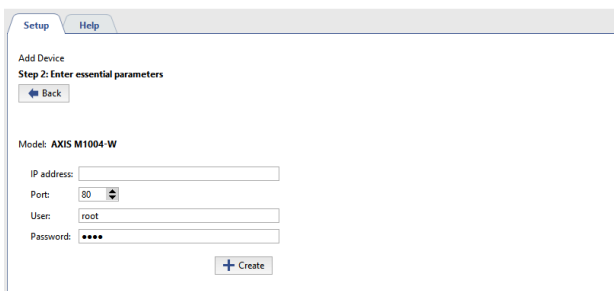 Setup Help
Add Device
Step 2: Enter essential parameters
Back
Model: AXIS M1004-W
IP address:
Port: 80
User: root
Password: ●●●●
Create